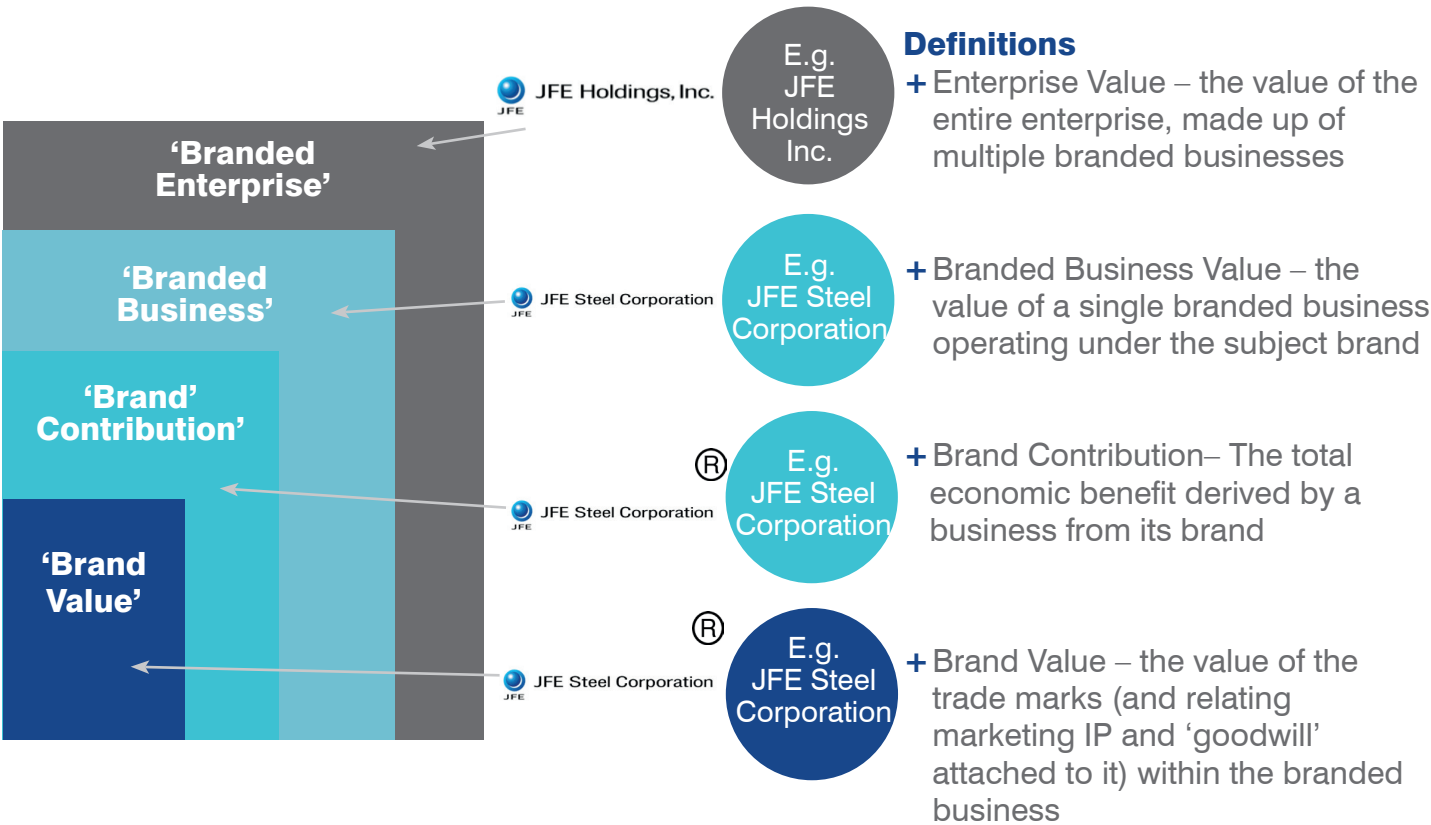 ‘Branded
Enterprise’
‘Branded
Business’
‘Brand’
Contribution’
‘Brand
Value’
JFE
JFE Holdings, Inc.
JFE
JFE Steel Corporation
®
JFE
JFE Steel Corporation
®
JFE
JFE Steel Corporation
E.g.
JFE
Holdings
Inc.
E.g.
JFE Steel
Corporation
E.g.
JFE Steel
Corporation
E.g.
JFE Steel
Corporation
Definitions
+ Enterprise Value – the value of the
entire enterprise, made up of
multiple branded businesses
+ Branded Business Value – the
value of a single branded business
operating under the subject brand
+ Brand Contribution– The total
economic benefit derived by a
business from its brand
+ Brand Value – the value of the
trade marks (and relating
marketing IP and ‘goodwill’
attached to it) within the branded
business